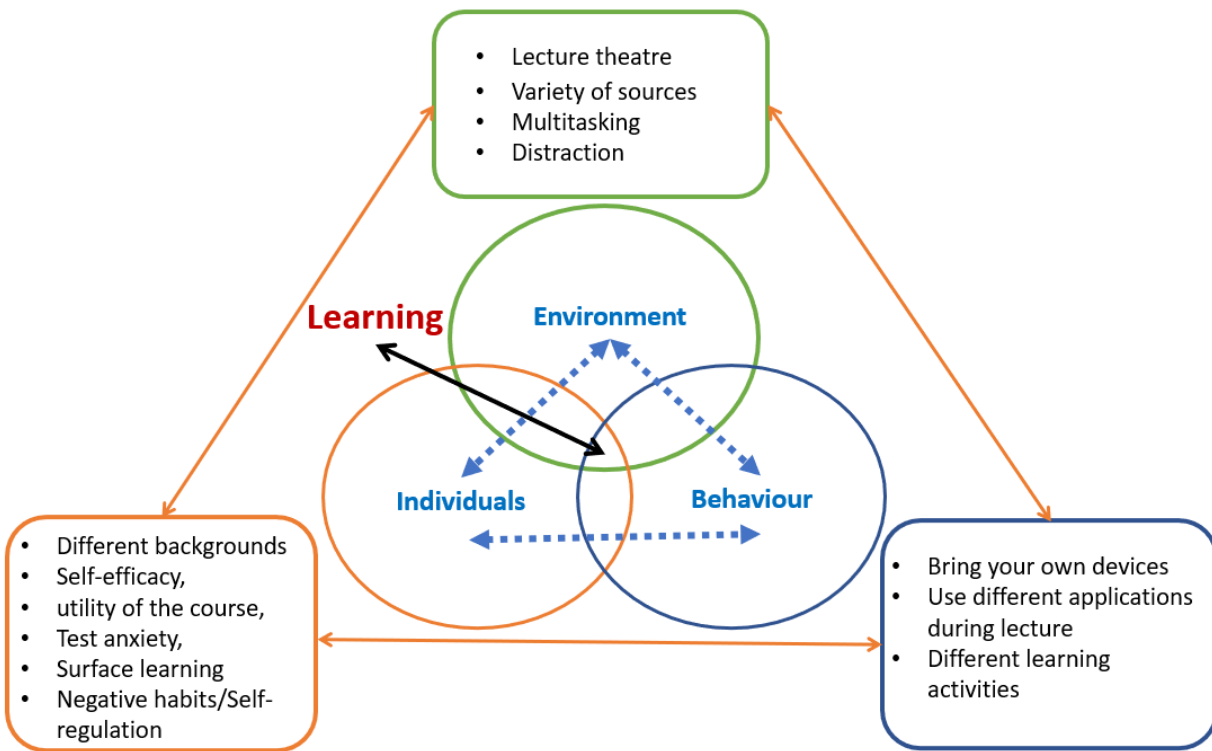 • Lecture theatre
• Variety of sources
• Multitasking
• Distraction
Learning
Environment
Individuals
Behaviour
• Different backgrounds
• Self-efficacy,
• utility of the course,
• Test anxiety,
• Surface learning
• Negative habits/Self-
regulation
• Bring your own devices
• Use different applications
during lecture
• Different learning
activities